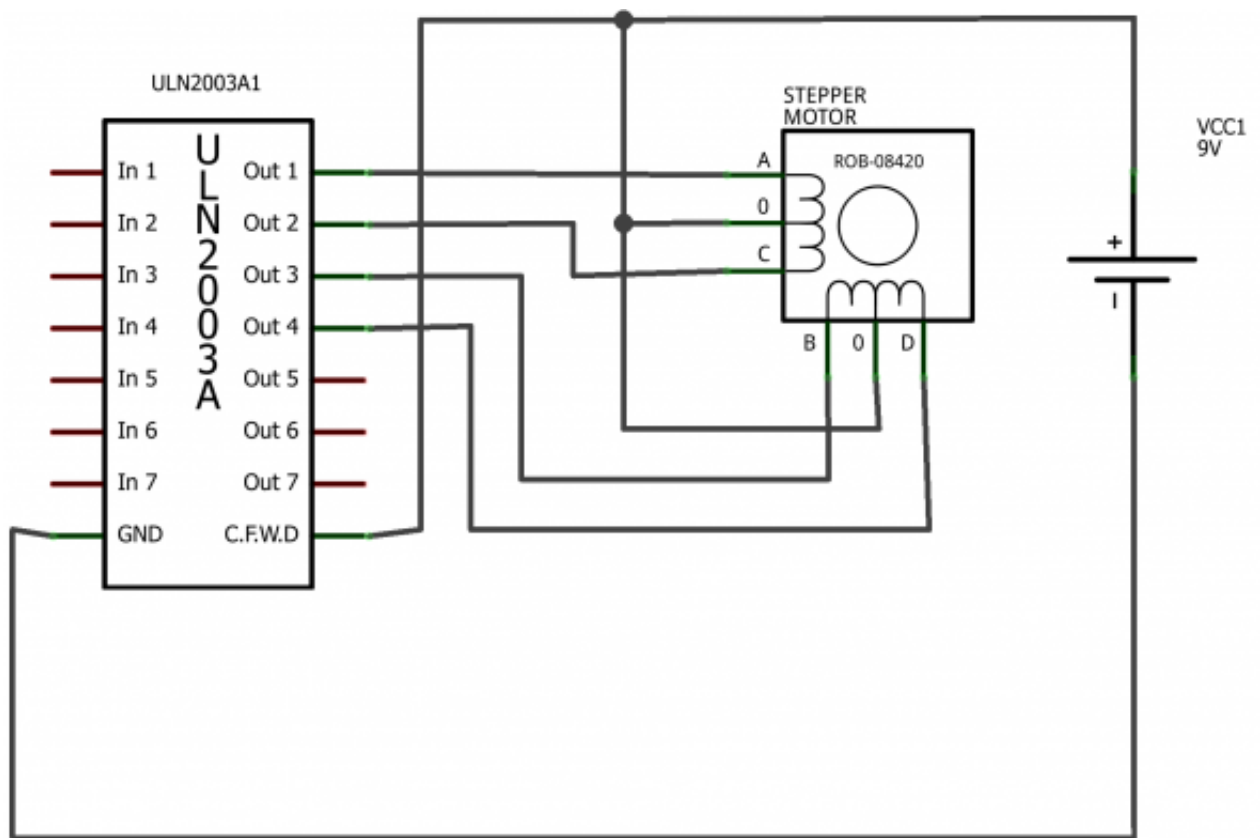 ULN2003A1
STEPPER
MOTOR
VCC1
9V
ROB-08420
ULN2003A
In 1
Out 1
A
In 2
Out 2
0
In 3
Out 3
C
In 4
Out 4
B
0
D
In 5
Out 5
In 6
Out 6
In 7
Out 7
GND
C.F.W.D
+
|